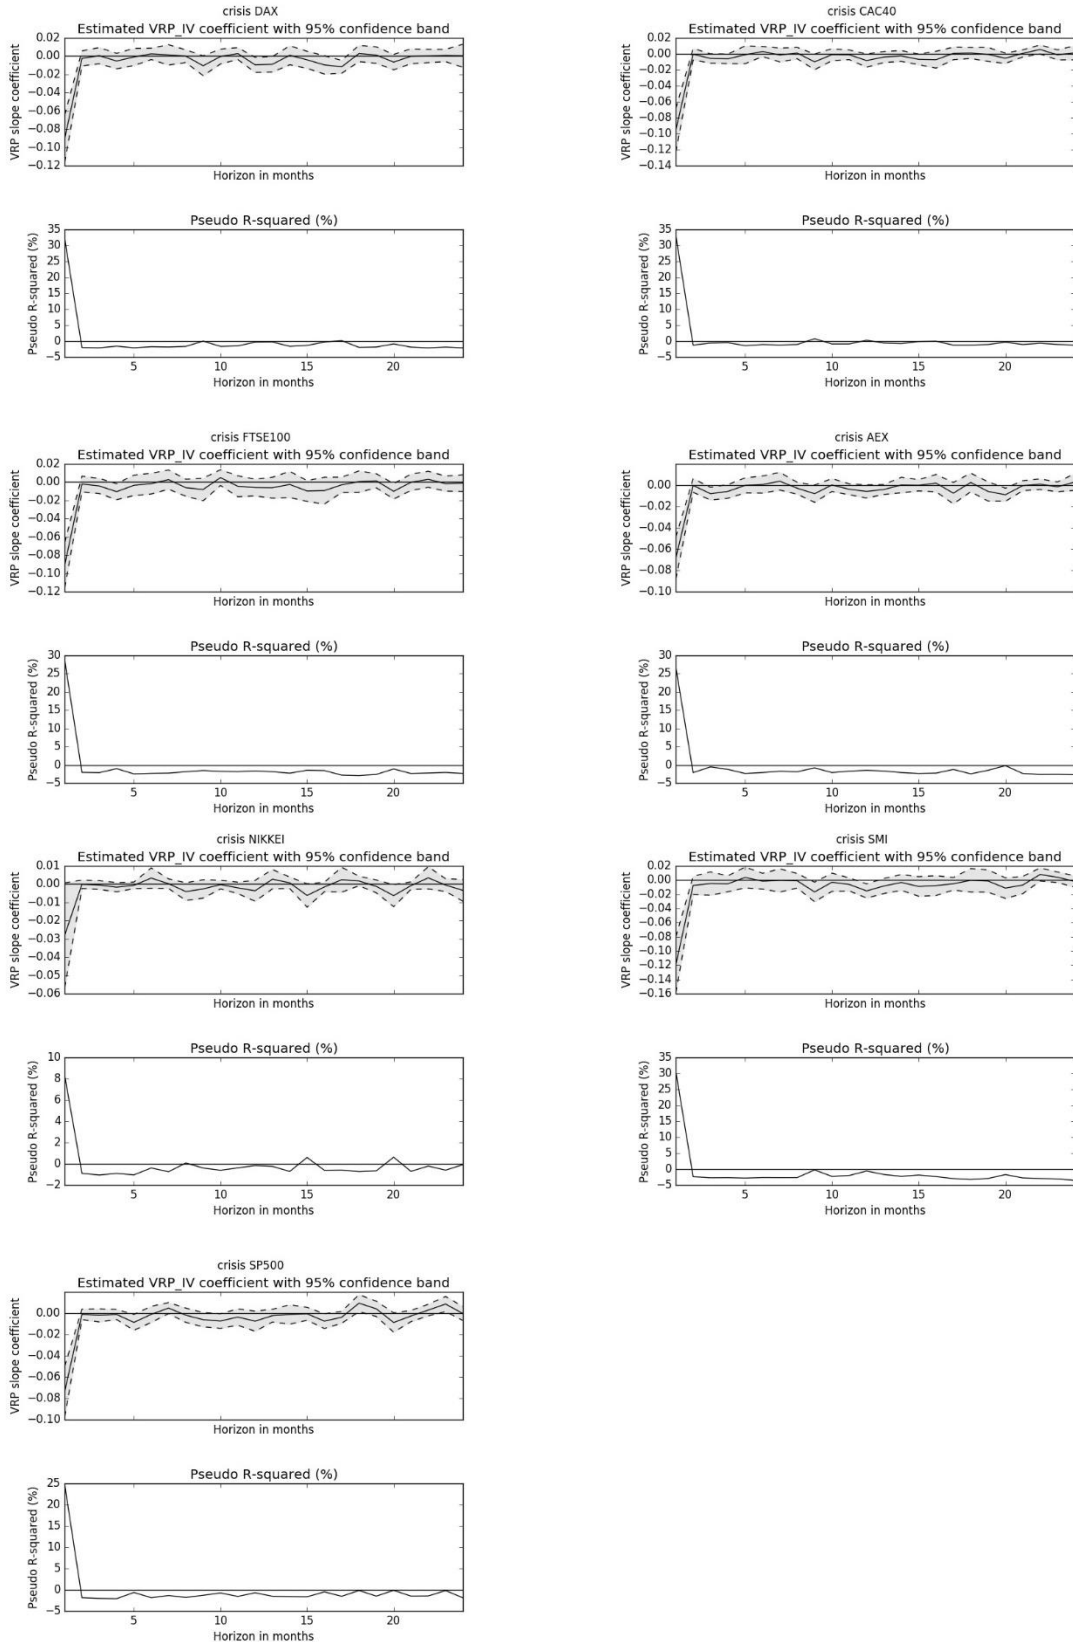 crisis DAX
Estimated VRP_IV coefficient with 95% confidence band
VRP slope coefficient
0.02
0.00
−0.02
−0.04
−0.06
−0.08
−0.10
−0.12
Horizon in months
Pseudo R-squared (%)
Pseudo R-squared (%)
35
30
25
20
15
10
5
0
−5
5 10 15 20
Horizon in months
crisis CAC40
Estimated VRP_IV coefficient with 95% confidence band
VRP slope coefficient
0.02
0.00
−0.02
−0.04
−0.06
−0.08
−0.10
−0.12
−0.14
Horizon in months
Pseudo R-squared (%)
Pseudo R-squared (%)
35
30
25
20
15
10
5
0
−5
5 10 15 20
Horizon in months
crisis FTSE100
Estimated VRP_IV coefficient with 95% confidence band
VRP slope coefficient
0.02
0.00
−0.02
−0.04
−0.06
−0.08
−0.10
−0.12
Horizon in months
Pseudo R-squared (%)
Pseudo R-squared (%)
30
25
20
15
10
5
0
−5
5 10 15 20
Horizon in months
crisis AEX
Estimated VRP_IV coefficient with 95% confidence band
VRP slope coefficient
0.00
−0.02
−0.04
−0.06
−0.08
−0.10
Horizon in months
Pseudo R-squared (%)
Pseudo R-squared (%)
30
25
20
15
10
5
0
−5
5 10 15 20
Horizon in months
crisis NIKKEI
Estimated VRP_IV coefficient with 95% confidence band
VRP slope coefficient
0.01
0.00
−0.01
−0.02
−0.03
−0.04
−0.05
−0.06
Horizon in months
Pseudo R-squared (%)
Pseudo R-squared (%)
10
8
6
4
2
0
−2
5 10 15 20
Horizon in months
crisis SMI
Estimated VRP_IV coefficient with 95% confidence band
VRP slope coefficient
0.02
0.00
−0.02
−0.04
−0.06
−0.08
−0.10
−0.12
−0.14
−0.16
Horizon in months
Pseudo R-squared (%)
Pseudo R-squared (%)
35
30
25
20
15
10
5
0
−5
5 10 15 20
Horizon in months
crisis SP500
Estimated VRP_IV coefficient with 95% confidence band
VRP slope coefficient
0.00
−0.02
−0.04
−0.06
−0.08
−0.10
Horizon in months
Pseudo R-squared (%)
Pseudo R-squared (%)
25
20
15
10
5
0
−5
5 10 15 20
Horizon in months